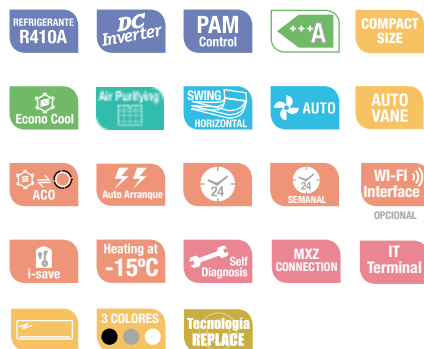 REFRIGERANTE
R410A
DC
Inverter
PAM
Control
+++A
COMPACT
SIZE
Econo Cool
Air Purifying
SWING
HORIZONTAL
AUTO
AUTO
VANE
ACO
Auto Arranque
24
24
SEMANAL
WI-FI
Interface
OPCIONAL
i-save
Heating at
-15ºC
Self
Diagnosis
MXZ
CONNECTION
IT
Terminal
3 COLORES
Tecnología
REPLACE